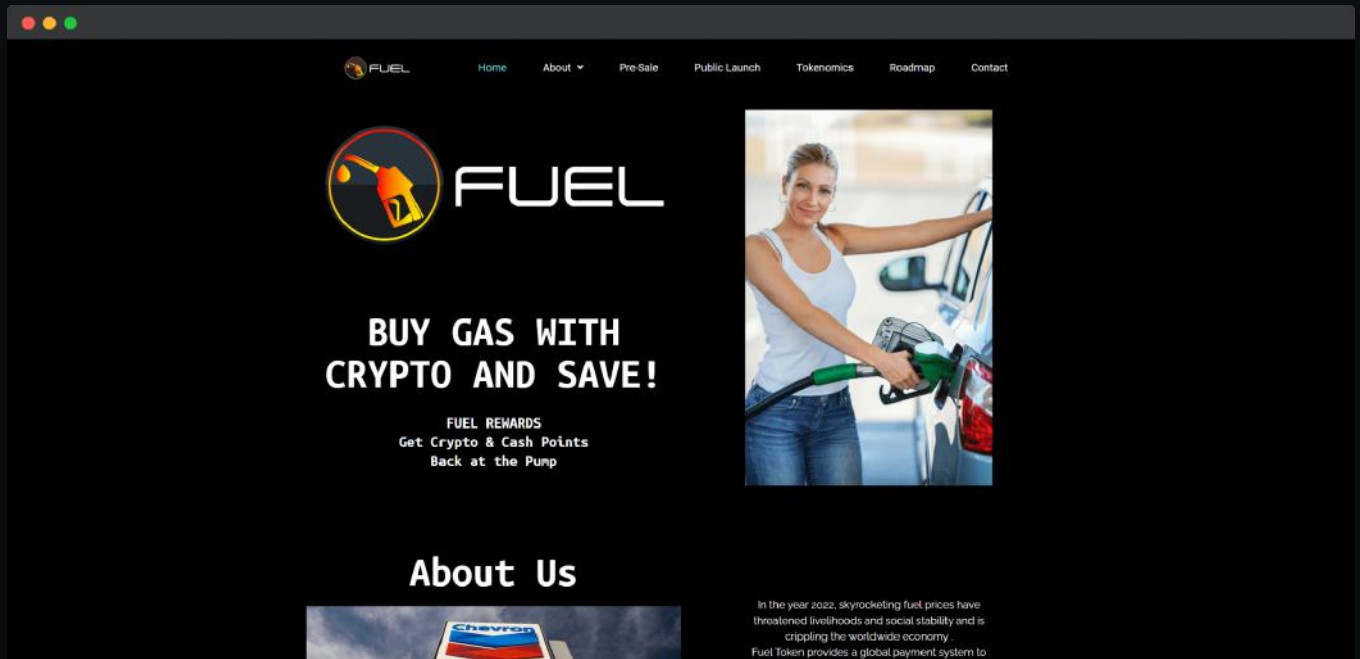 FUEL
Home
About
Pre-Sale
Public Launch
Tokenomics
Roadmap
Contact
FUEL
BUY GAS WITH
CRYPTO AND SAVE!
FUEL REWARDS
Get Crypto & Cash Points
Back at the Pump
About Us
Chevron
In the year 2022, skyrocketing fuel prices have
threatened livelihoods and social stability and is
crippling the worldwide economy .
Fuel Token provides a global payment system to